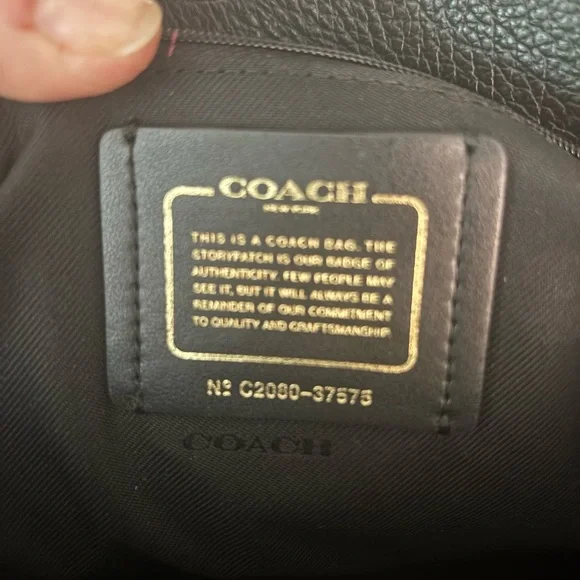 COACH
NEW YORK
THIS IS A COACH BAG. THE
STORYPATCH IS OUR BADGE OF
AUTHENTICITY. FEW PEOPLE MAY
SEE IT, BUT IT WILL ALWAYS BE A
REMINDER OF OUR COMMITMENT
TO QUALITY AND CRAFTSMANSHIP.
Nº C2080-37575
COACH